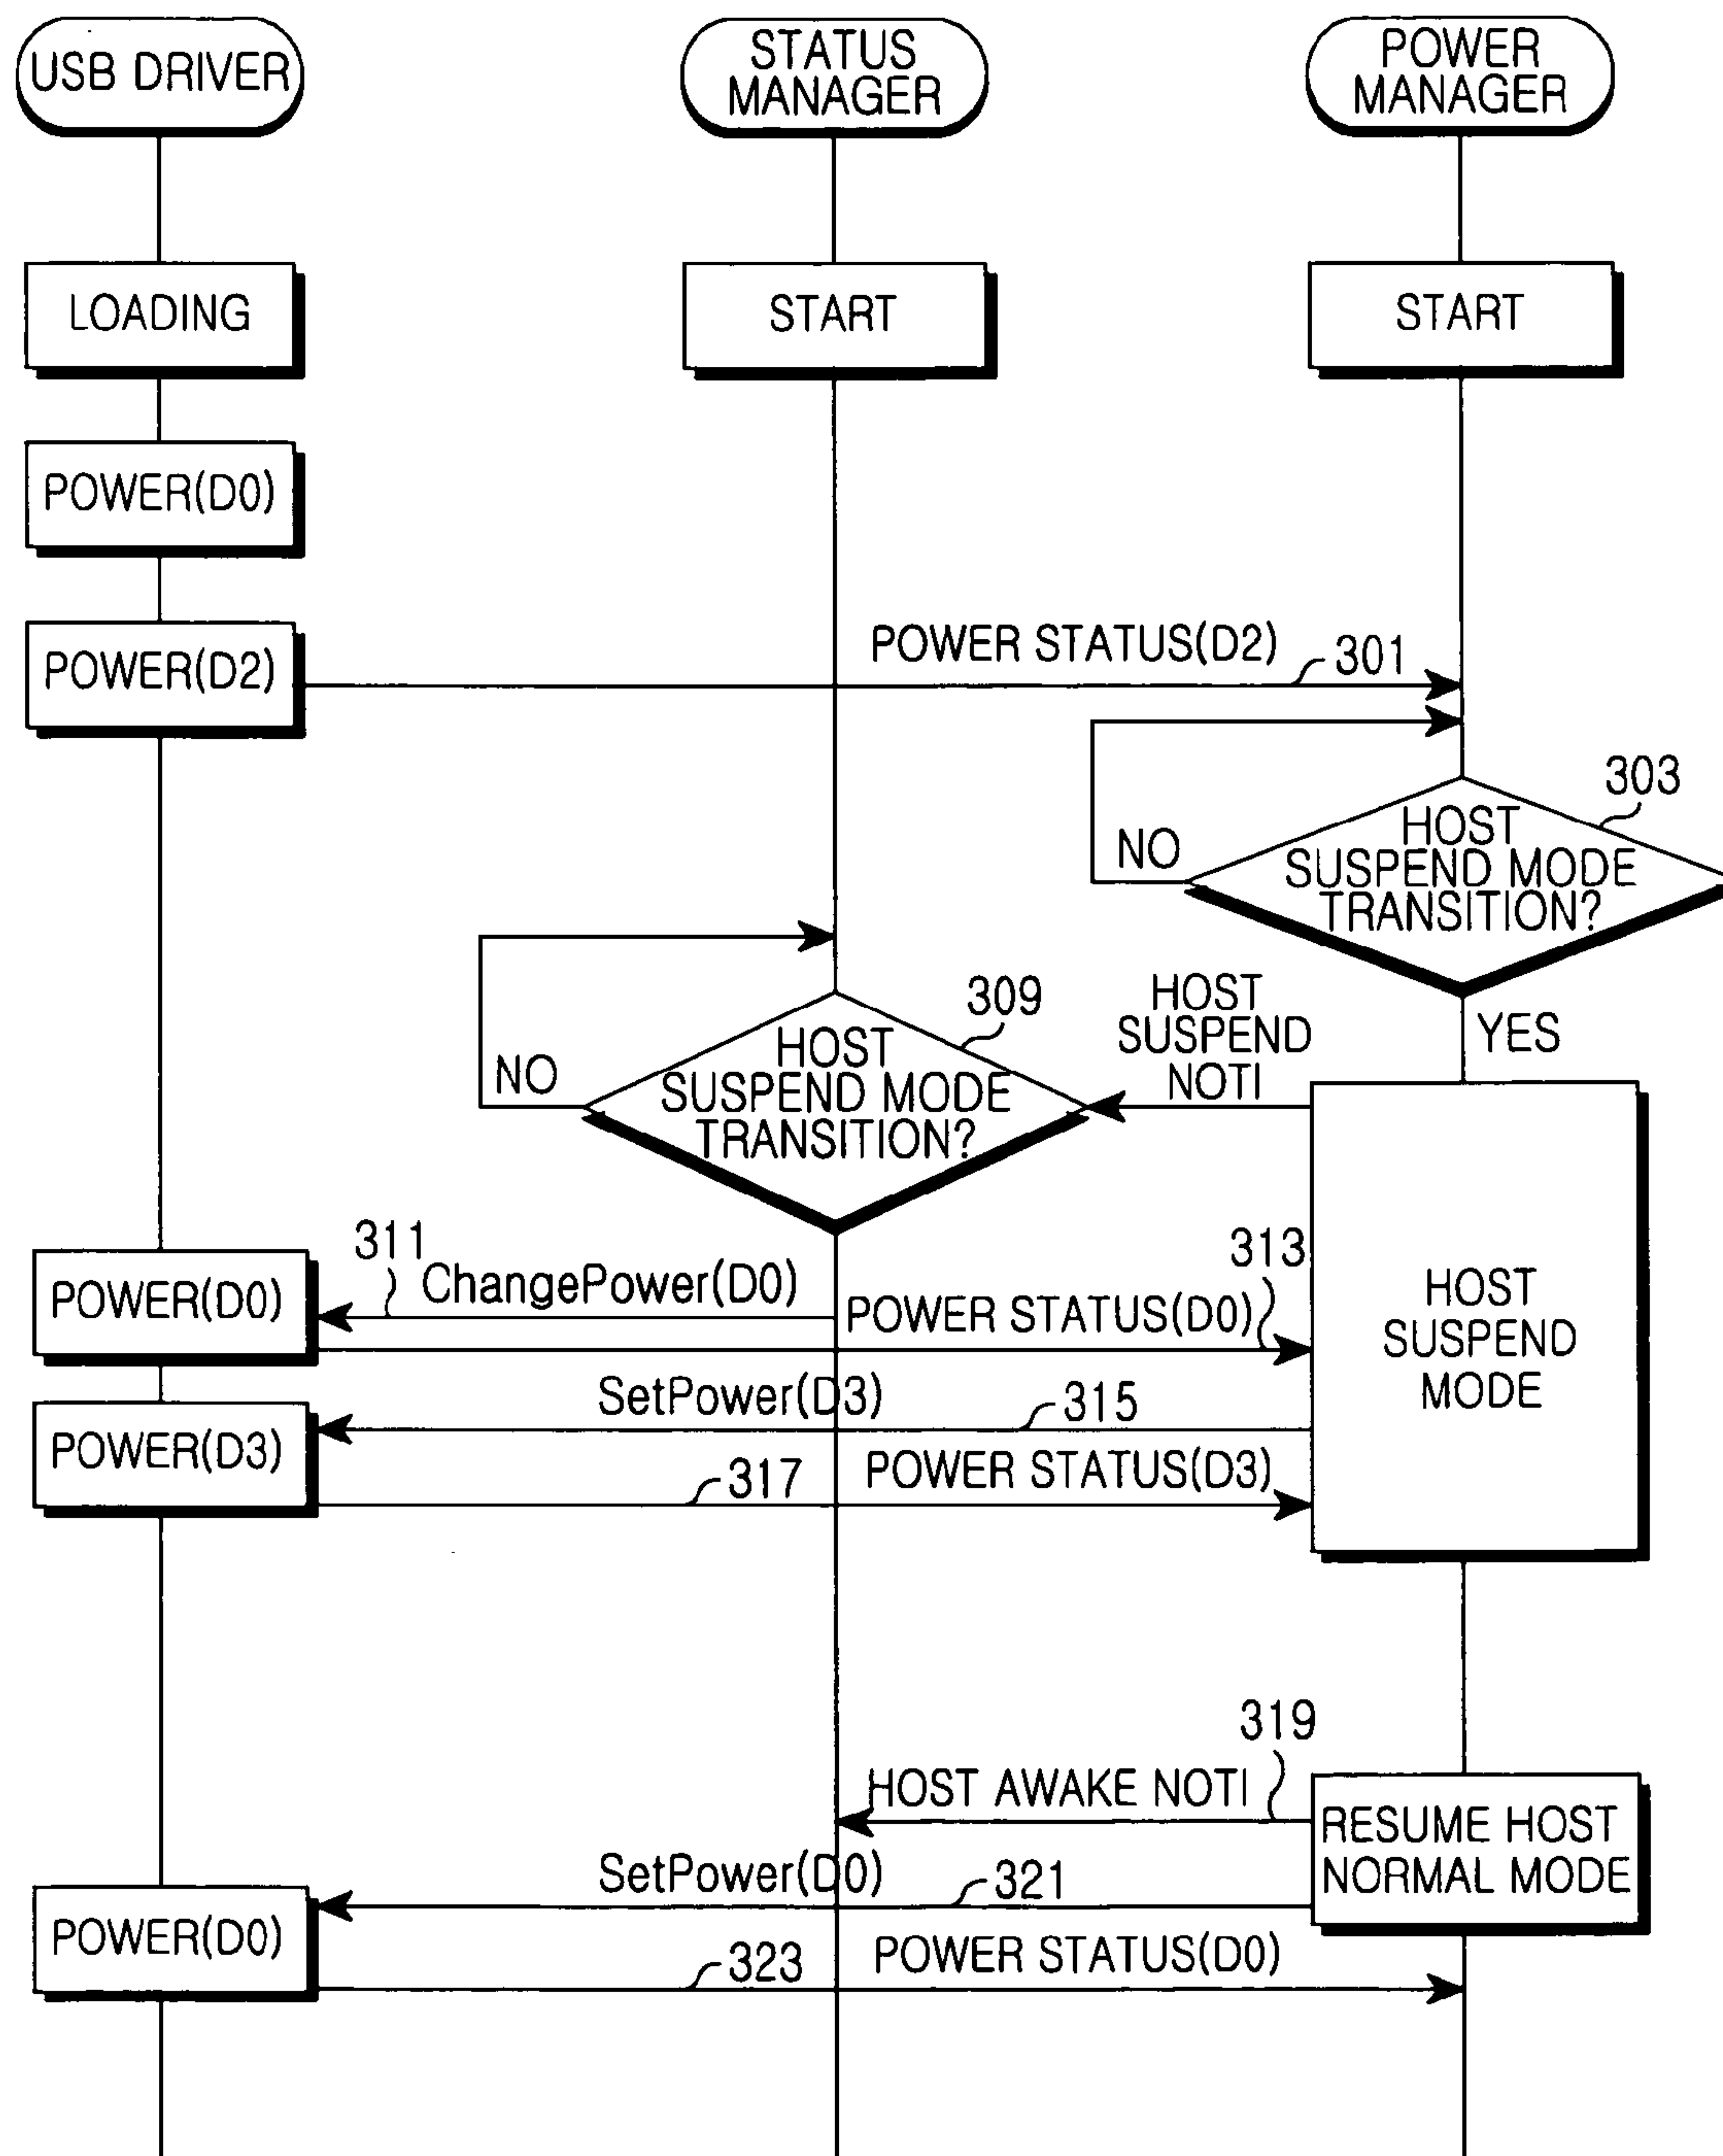 USB DRIVER
STATUS
MANAGER
POWER
MANAGER
LOADING
START
START
POWER(D0)
POWER(D2)
POWER STATUS(D2)
301
303
HOST
SUSPEND MODE
TRANSITION?
NO
YES
309
HOST
SUSPEND MODE
TRANSITION?
NO
HOST
SUSPEND
NOTI
HOST
SUSPEND
MODE
311
ChangePower(D0)
POWER(D0)
313
POWER STATUS(D0)
SetPower(D3)
315
POWER(D3)
317
POWER STATUS(D3)
319
HOST AWAKE NOTI
RESUME HOST
NORMAL MODE
SetPower(D0)
321
POWER(D0)
323
POWER STATUS(D0)